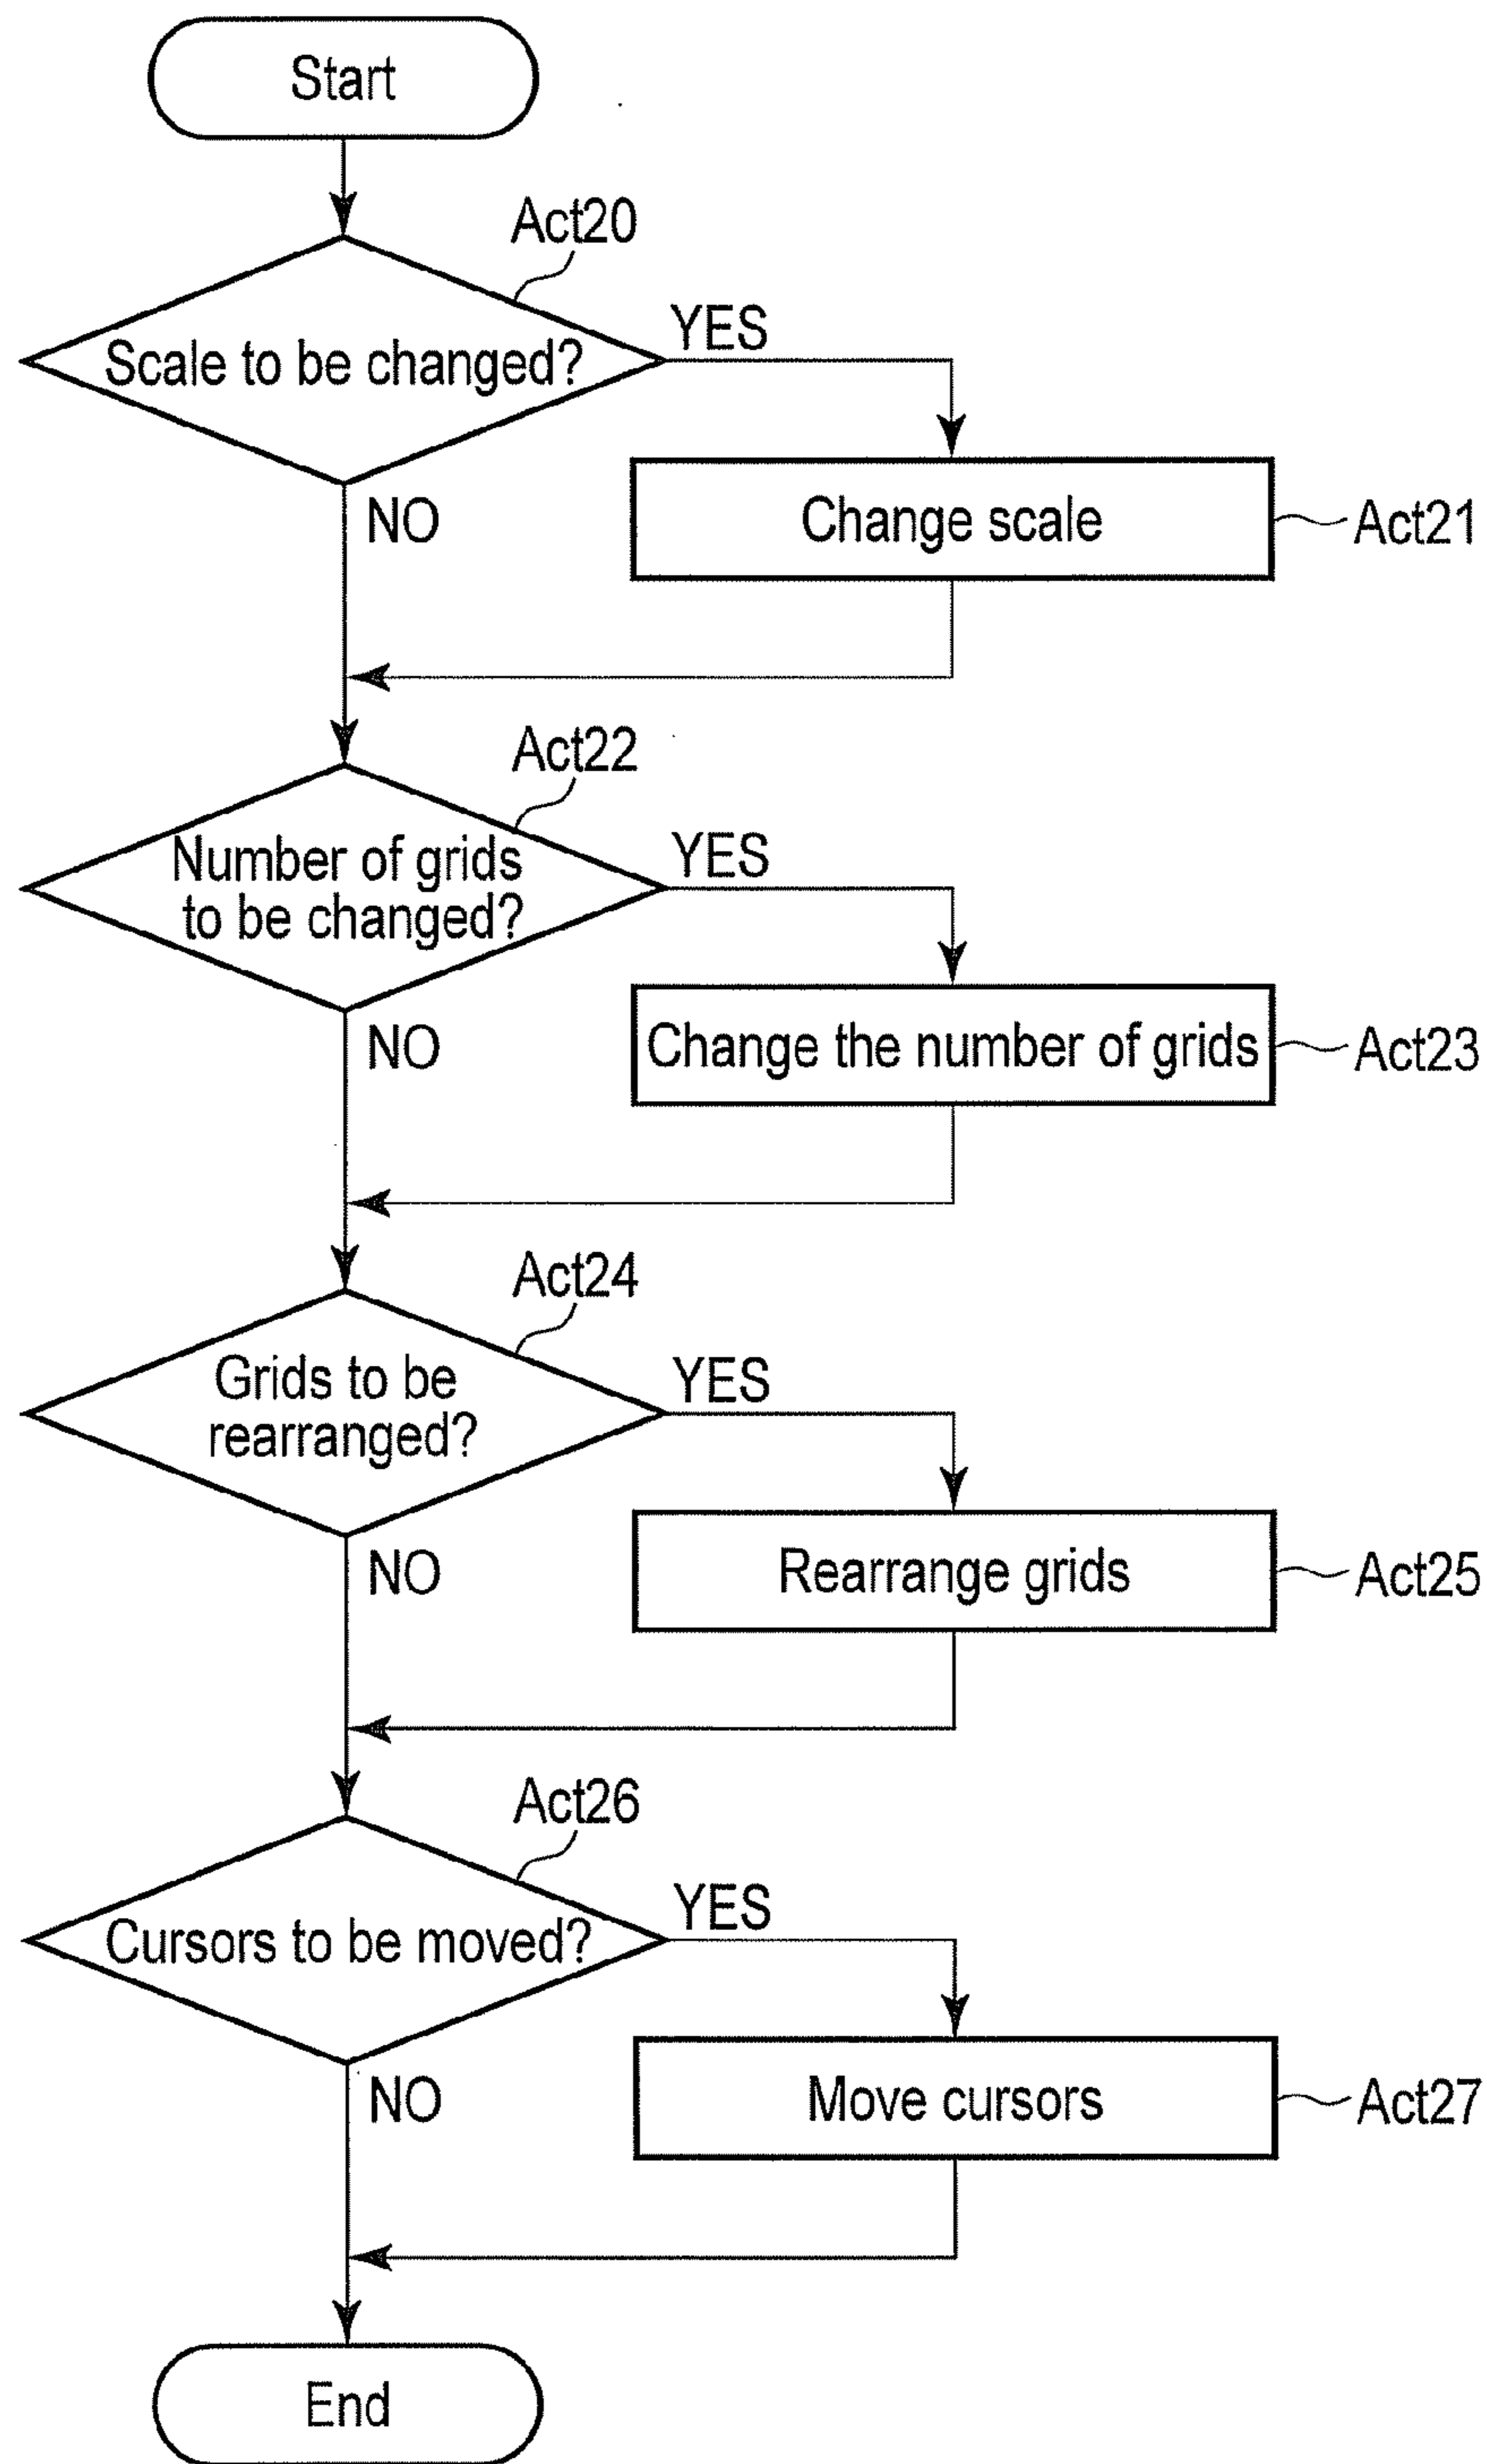 Start
Act20
Scale to be changed?
YES
NO
Change scale
Act21
Act22
Number of grids
to be changed?
YES
NO
Change the number of grids
Act23
Act24
Grids to be
rearranged?
YES
NO
Rearrange grids
Act25
Act26
Cursors to be moved?
YES
NO
Move cursors
Act27
End